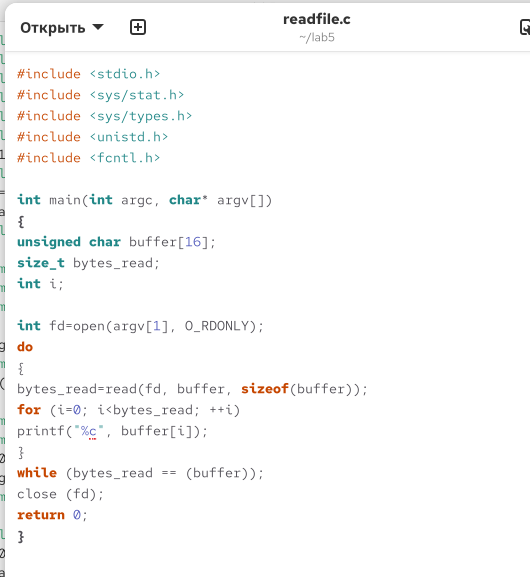 Открыть
readfile.c
~/lab5
#include <stdio.h>
#include <sys/stat.h>
#include <sys/types.h>
#include <unistd.h>
#include <fcntl.h>
int main(int argc, char* argv[])
{
unsigned char buffer[16];
size_t bytes_read;
int i;
int fd=open(argv[1], O_RDONLY);
do
{
bytes_read=read(fd, buffer, sizeof(buffer));
for (i=0; i<bytes_read; ++i)
printf("%c", buffer[i]);
}
while (bytes_read == (buffer));
close (fd);
return 0;
}